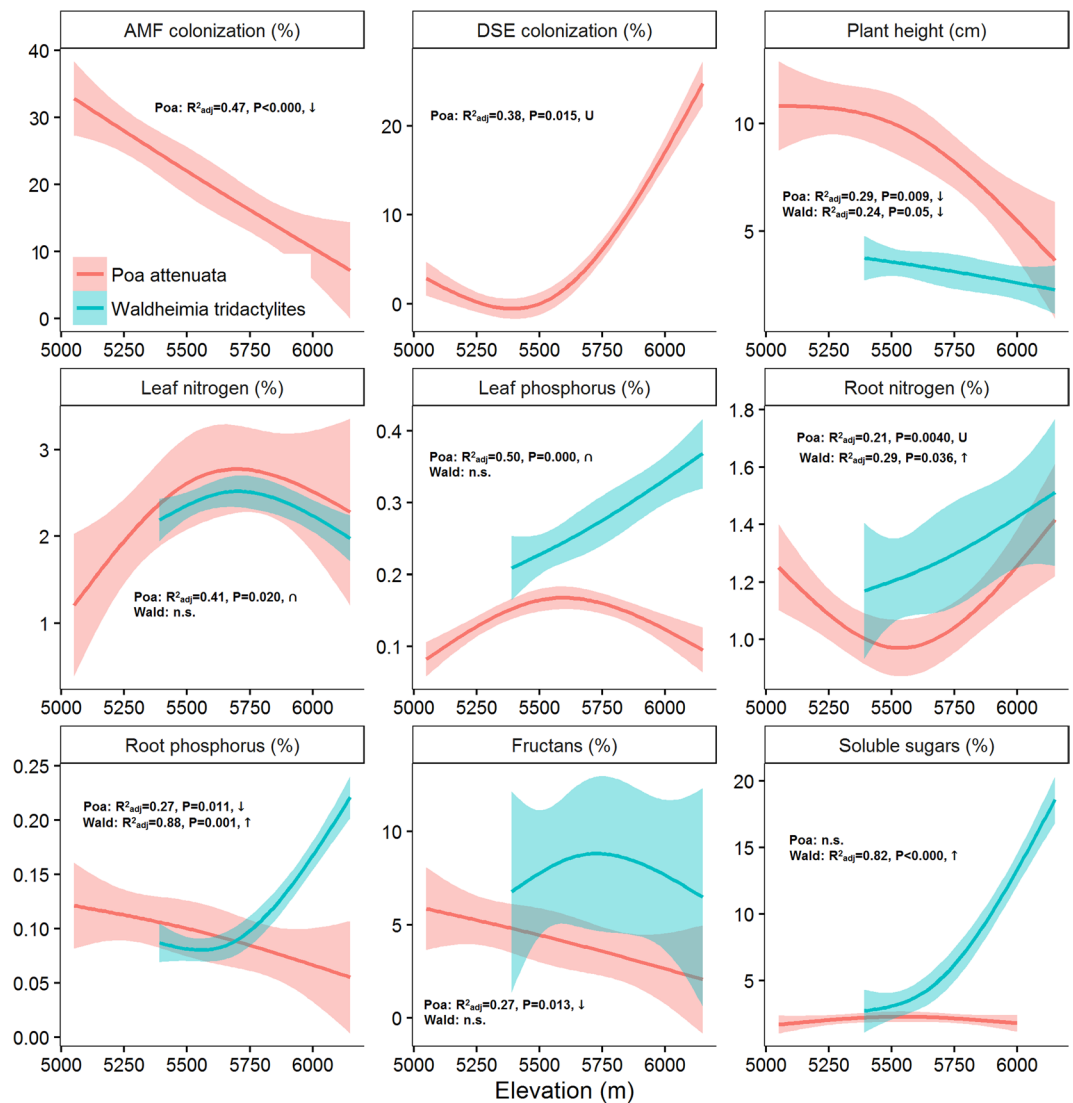 AMF colonization (%)
40
30
20
10
0
Poa: R²adj=0.47, P<0.000, ↓
Poa attenuata
Waldheimia tridactylites
5000 5250 5500 5750 6000
DSE colonization (%)
20
10
0
Poa: R²adj=0.38, P=0.015, U
5000 5250 5500 5750 6000
Plant height (cm)
10
5
Poa: R²adj=0.29, P=0.009, ↓
Wald: R²adj=0.24, P=0.05, ↓
5000 5250 5500 5750 6000
Leaf nitrogen (%)
3
2
1
Poa: R²adj=0.41, P=0.020, ∩
Wald: n.s.
5000 5250 5500 5750 6000
Leaf phosphorus (%)
0.4
0.3
0.2
0.1
Poa: R²adj=0.50, P=0.000, ∩
Wald: n.s.
5000 5250 5500 5750 6000
Root nitrogen (%)
1.8
1.6
1.4
1.2
1.0
Poa: R²adj=0.21, P=0.0040, U
Wald: R²adj=0.29, P=0.036, ↑
5000 5250 5500 5750 6000
Root phosphorus (%)
0.25
0.20
0.15
0.10
0.05
0.00
Poa: R²adj=0.27, P=0.011, ↓
Wald: R²adj=0.88, P=0.001, ↑
5000 5250 5500 5750 6000
Fructans (%)
10
5
0
Poa: R²adj=0.27, P=0.013, ↓
Wald: n.s.
5000 5250 5500 5750 6000
Soluble sugars (%)
20
15
10
5
Poa: n.s.
Wald: R²adj=0.82, P<0.000, ↑
5000 5250 5500 5750 6000
Elevation (m)